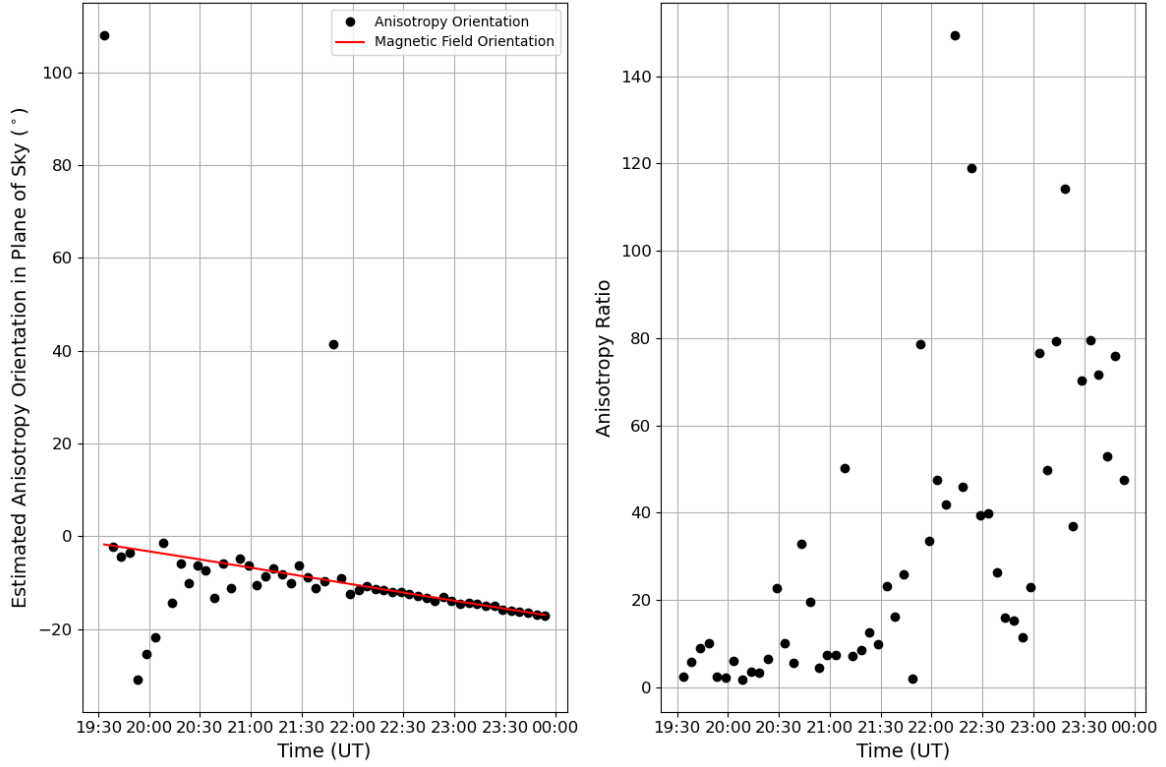 Estimated Anisotropy Orientation in Plane of Sky (°)
100
80
60
40
20
0
−20
Anisotropy Orientation
Magnetic Field Orientation
19:30 20:00 20:30 21:00 21:30 22:00 22:30 23:00 23:30 00:00
Time (UT)
Anisotropy Ratio
140
120
100
80
60
40
20
0
19:30 20:00 20:30 21:00 21:30 22:00 22:30 23:00 23:30 00:00
Time (UT)